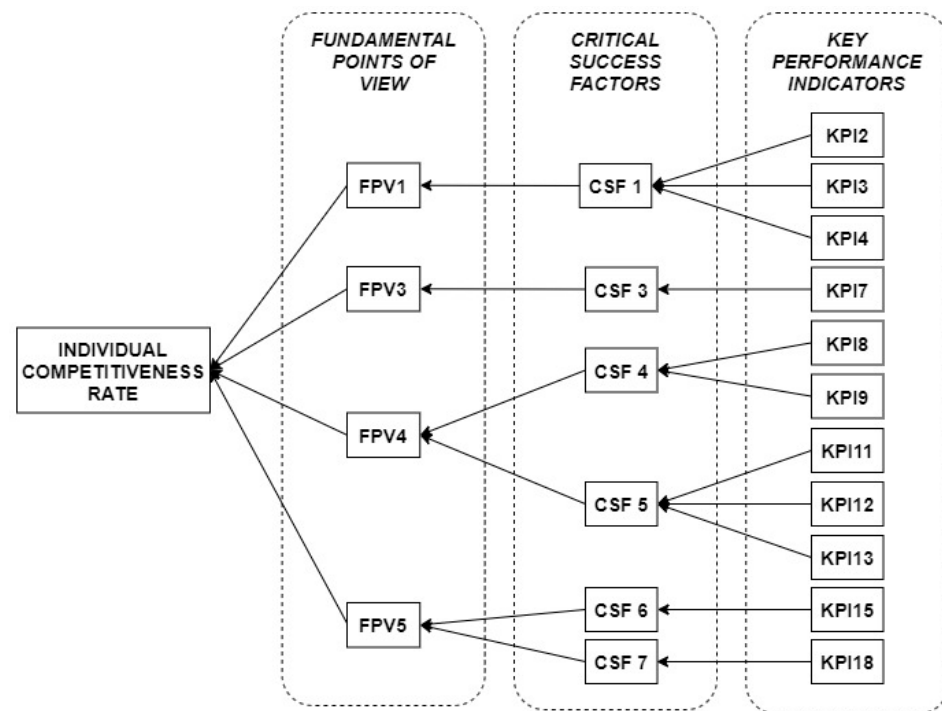 FUNDAMENTAL
POINTS OF
VIEW
CRITICAL
SUCCESS
FACTORS
KEY
PERFORMANCE
INDICATORS
KPI2
FPV1
CSF 1
KPI3
KPI4
FPV3
CSF 3
KPI7
INDIVIDUAL
COMPETITIVENESS
RATE
CSF 4
KPI8
KPI9
FPV4
KPI11
CSF 5
KPI12
KPI13
FPV5
CSF 6
KPI15
CSF 7
KPI18